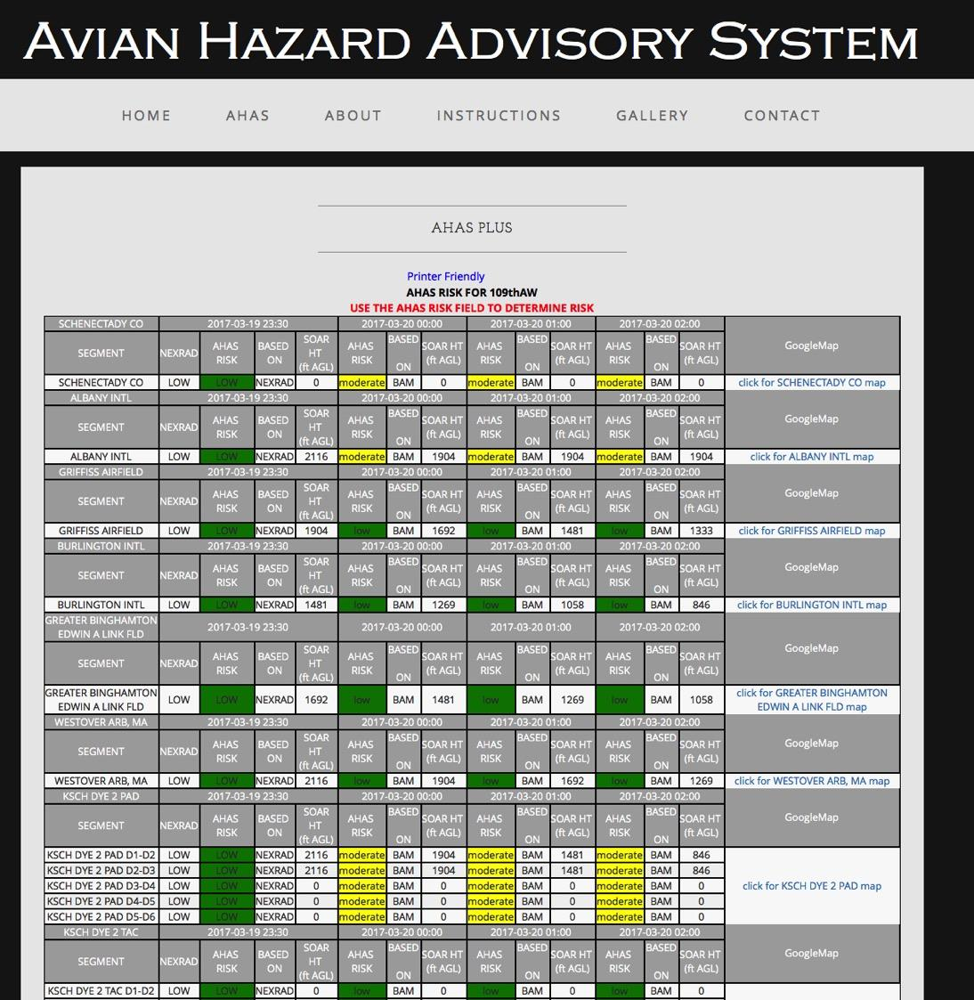 AVIAN HAZARD ADVISORY SYSTEM
HOME AHAS ABOUT INSTRUCTIONS GALLERY CONTACT
AHAS PLUS
Printer Friendly
AHAS RISK FOR 109thAW
USE THE AHAS RISK FIELD TO DETERMINE RISK
SCHENECTADY CO 2017-03-19 23:30 2017-03-20 00:00 2017-03-20 01:00 2017-03-20 02:00 GoogleMap
SEGMENT NEXRAD AHAS RISK BASED ON SOAR HT (ft AGL) AHAS RISK BASED ON SOAR HT (ft AGL) AHAS RISK BASED ON SOAR HT (ft AGL) AHAS RISK BASED ON SOAR HT (ft AGL)
SCHENECTADY CO LOW LOW NEXRAD 0 moderate BAM 0 moderate BAM 0 moderate BAM 0 click for SCHENECTADY CO map
ALBANY INTL 2017-03-19 23:30 2017-03-20 00:00 2017-03-20 01:00 2017-03-20 02:00 GoogleMap
SEGMENT NEXRAD AHAS RISK BASED ON SOAR HT (ft AGL) AHAS RISK BASED ON SOAR HT (ft AGL) AHAS RISK BASED ON SOAR HT (ft AGL) AHAS RISK BASED ON SOAR HT (ft AGL)
ALBANY INTL LOW LOW NEXRAD 2116 moderate BAM 1904 moderate BAM 1904 moderate BAM 1904 click for ALBANY INTL map
GRIFFISS AIRFIELD 2017-03-19 23:30 2017-03-20 00:00 2017-03-20 01:00 2017-03-20 02:00 GoogleMap
SEGMENT NEXRAD AHAS RISK BASED ON SOAR HT (ft AGL) AHAS RISK BASED ON SOAR HT (ft AGL) AHAS RISK BASED ON SOAR HT (ft AGL) AHAS RISK BASED ON SOAR HT (ft AGL)
GRIFFISS AIRFIELD LOW LOW NEXRAD 1904 low BAM 1692 low BAM 1481 low BAM 1333 click for GRIFFISS AIRFIELD map
BURLINGTON INTL 2017-03-19 23:30 2017-03-20 00:00 2017-03-20 01:00 2017-03-20 02:00 GoogleMap
SEGMENT NEXRAD AHAS RISK BASED ON SOAR HT (ft AGL) AHAS RISK BASED ON SOAR HT (ft AGL) AHAS RISK BASED ON SOAR HT (ft AGL) AHAS RISK BASED ON SOAR HT (ft AGL)
BURLINGTON INTL LOW LOW NEXRAD 1481 low BAM 1269 low BAM 1058 low BAM 846 click for BURLINGTON INTL map
GREATER BINGHAMTON EDWIN A LINK FLD 2017-03-19 23:30 2017-03-20 00:00 2017-03-20 01:00 2017-03-20 02:00 GoogleMap
SEGMENT NEXRAD AHAS RISK BASED ON SOAR HT (ft AGL) AHAS RISK BASED ON SOAR HT (ft AGL) AHAS RISK BASED ON SOAR HT (ft AGL) AHAS RISK BASED ON SOAR HT (ft AGL)
GREATER BINGHAMTON EDWIN A LINK FLD LOW LOW NEXRAD 1692 low BAM 1481 low BAM 1269 low BAM 1058 click for GREATER BINGHAMTON EDWIN A LINK FLD map
WESTOVER ARB, MA 2017-03-19 23:30 2017-03-20 00:00 2017-03-20 01:00 2017-03-20 02:00 GoogleMap
SEGMENT NEXRAD AHAS RISK BASED ON SOAR HT (ft AGL) AHAS RISK BASED ON SOAR HT (ft AGL) AHAS RISK BASED ON SOAR HT (ft AGL) AHAS RISK BASED ON SOAR HT (ft AGL)
WESTOVER ARB, MA LOW LOW NEXRAD 2116 low BAM 1904 low BAM 1692 low BAM 1269 click for WESTOVER ARB, MA map
KSCH DYE 2 PAD 2017-03-19 23:30 2017-03-20 00:00 2017-03-20 01:00 2017-03-20 02:00 GoogleMap
SEGMENT NEXRAD AHAS RISK BASED ON SOAR HT (ft AGL) AHAS RISK BASED ON SOAR HT (ft AGL) AHAS RISK BASED ON SOAR HT (ft AGL) AHAS RISK BASED ON SOAR HT (ft AGL)
KSCH DYE 2 PAD D1-D2 LOW LOW NEXRAD 2116 moderate BAM 1904 moderate BAM 1481 moderate BAM 846
KSCH DYE 2 PAD D2-D3 LOW LOW NEXRAD 2116 moderate BAM 1904 moderate BAM 1481 moderate BAM 846
KSCH DYE 2 PAD D3-D4 LOW LOW NEXRAD 0 moderate BAM 0 moderate BAM 0 moderate BAM 0 click for KSCH DYE 2 PAD map
KSCH DYE 2 PAD D4-D5 LOW LOW NEXRAD 0 moderate BAM 0 moderate BAM 0 moderate BAM 0
KSCH DYE 2 PAD D5-D6 LOW LOW NEXRAD 0 moderate BAM 0 moderate BAM 0 moderate BAM 0
KSCH DYE 2 TAC 2017-03-19 23:30 2017-03-20 00:00 2017-03-20 01:00 2017-03-20 02:00 GoogleMap
SEGMENT NEXRAD AHAS RISK BASED ON SOAR HT (ft AGL) AHAS RISK BASED ON SOAR HT (ft AGL) AHAS RISK BASED ON SOAR HT (ft AGL) AHAS RISK BASED ON SOAR HT (ft AGL)
KSCH DYE 2 TAC D1-D2 LOW LOW NEXRAD 0 low BAM 0 low BAM 0 low BAM 0